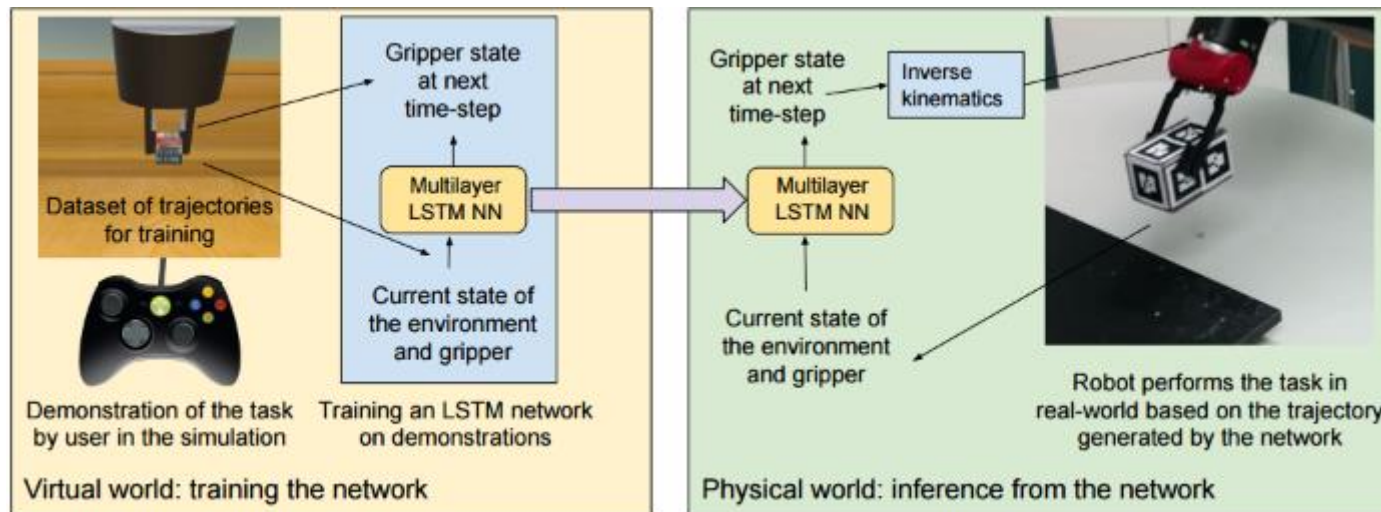 Gripper state
at next
time-step
Multilayer
LSTM NN
Dataset of trajectories
for training
Current state of
the environment
and gripper
Demonstration of the task
by user in the simulation
Training an LSTM network
on demonstrations
Virtual world: training the network
Gripper state
at next
time-step
Inverse
kinematics
Multilayer
LSTM NN
Current state of
the environment
and gripper
Robot performs the task in
real-world based on the trajectory
generated by the network
Physical world: inference from the network